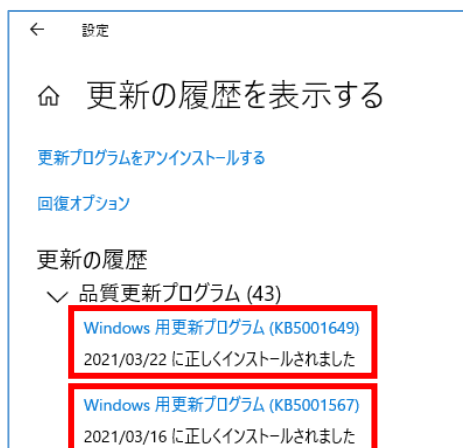 設定
更新の履歴を表示する
更新プログラムをアンインストールする
回復オプション
更新の履歴
品質更新プログラム (43)
Windows 用更新プログラム (KB5001649)
2021/03/22 に正しくインストールされました
Windows 用更新プログラム (KB5001567)
2021/03/16 に正しくインストールされました